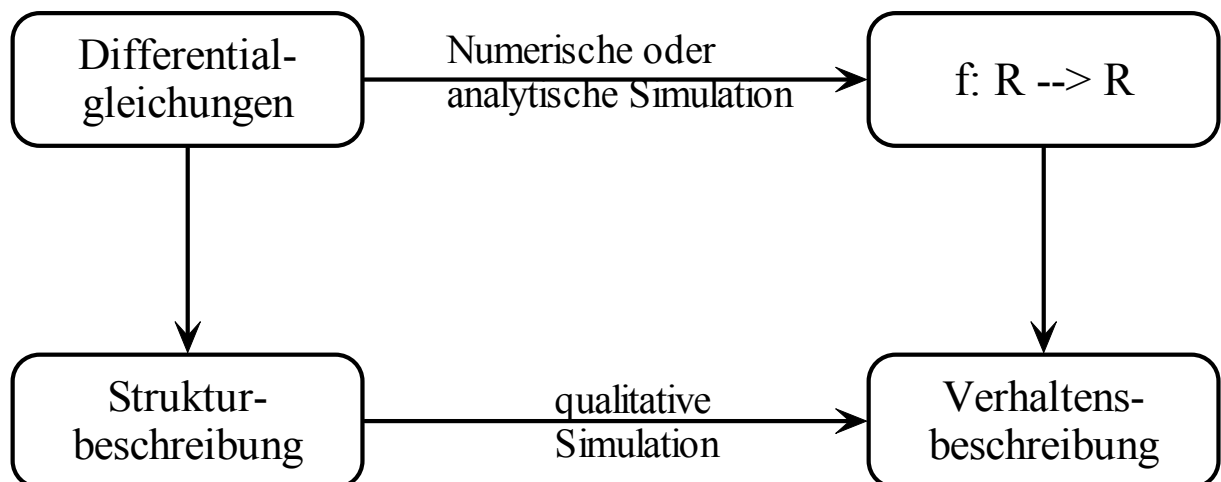 Differential-
gleichungen
Numerische oder
analytische Simulation
f: R --> R
Struktur-
beschreibung
qualitative
Simulation
Verhaltens-
beschreibung